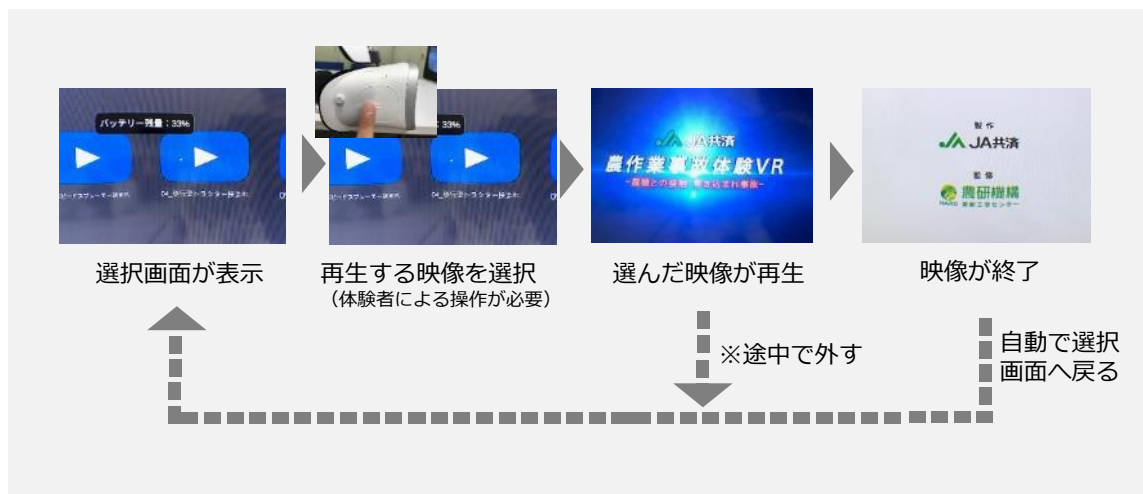 バッテリー残量：33%
33%
JA共済
農作業事故体験VR
製作
JA共済
監修
農研機構
選択画面が表示
再生する映像を選択
（体験者による操作が必要）
選んだ映像が再生
映像が終了
※途中で外す
自動で選択
画面へ戻る